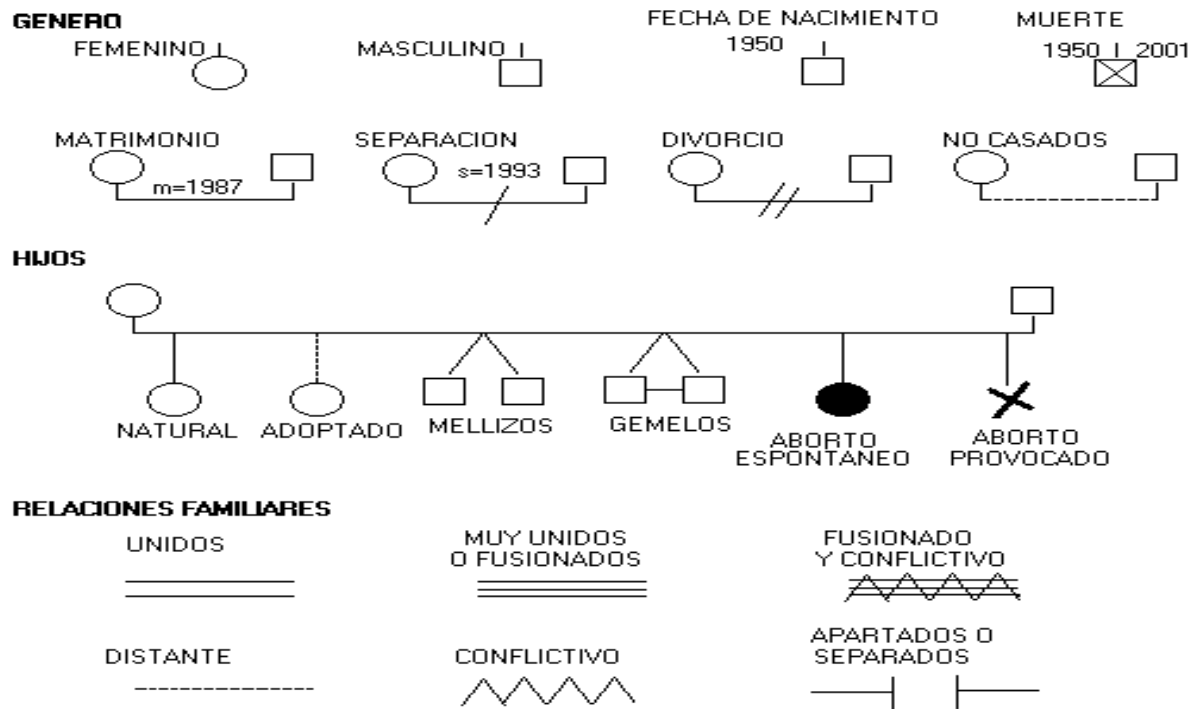 GENERO
FEMENINO
MASCULINO
FECHA DE NACIMIENTO
1950
MUERTE
1950 2001
MATRIMONIO
m=1987
SEPARACION
s=1993
DIVORCIO
NO CASADOS
HIJOS
NATURAL
ADOPTADO
MELLIZOS
GEMELOS
ABORTO
ESPONTANEO
ABORTO
PROVOCADO
RELACIONES FAMILIARES
UNIDOS
MUY UNIDOS
O FUSIONADOS
FUSIONADO
Y CONFLICTIVO
DISTANTE
CONFLICTIVO
APARTADOS O
SEPARADOS